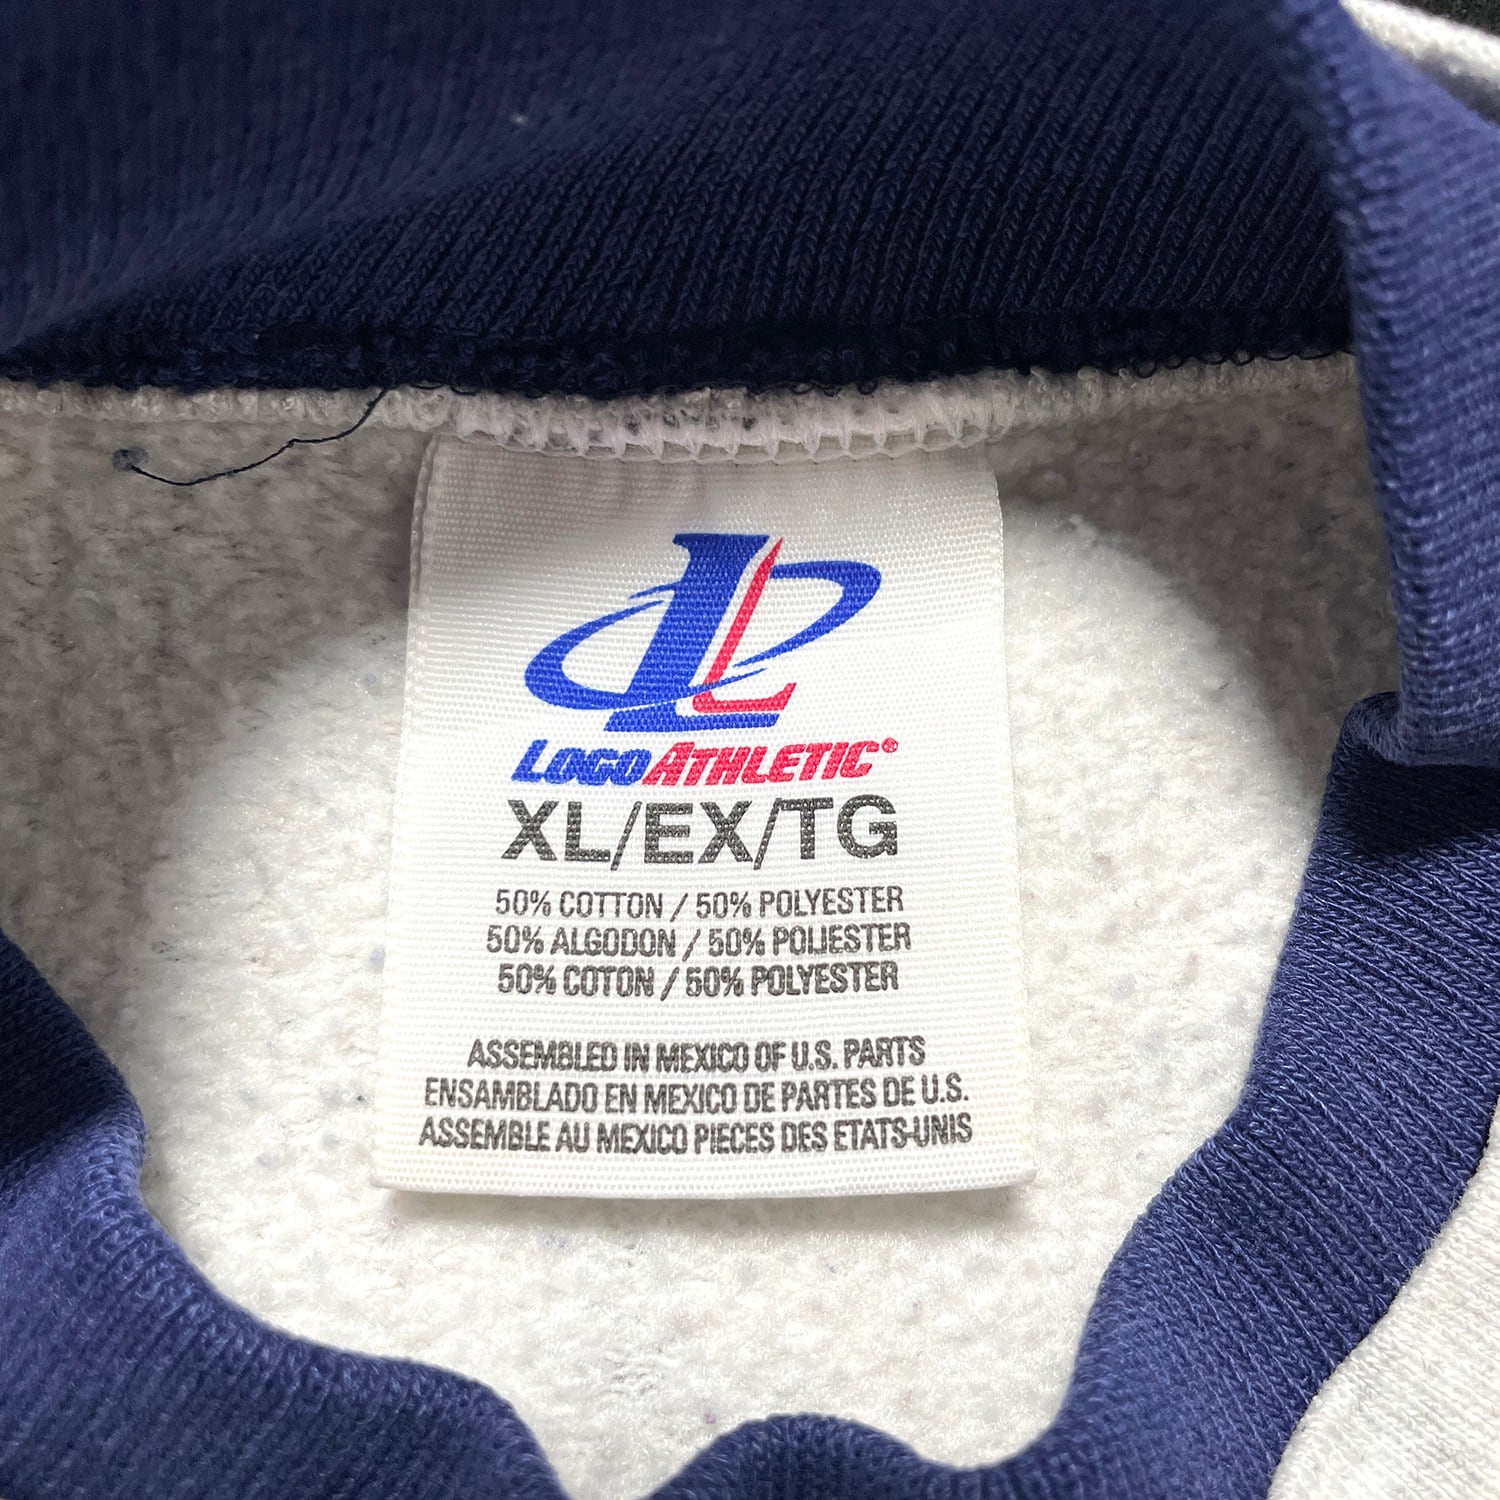 LOGO ATHLETIC®
XL/EX/TG
50% COTTON / 50% POLYESTER
50% ALGODON / 50% POLIESTER
50% COTON / 50% POLYESTER
ASSEMBLED IN MEXICO OF U.S. PARTS
ENSAMBLADO EN MEXICO DE PARTES DE U.S.
ASSEMBLE AU MEXICO PIECES DES ETATS-UNIS